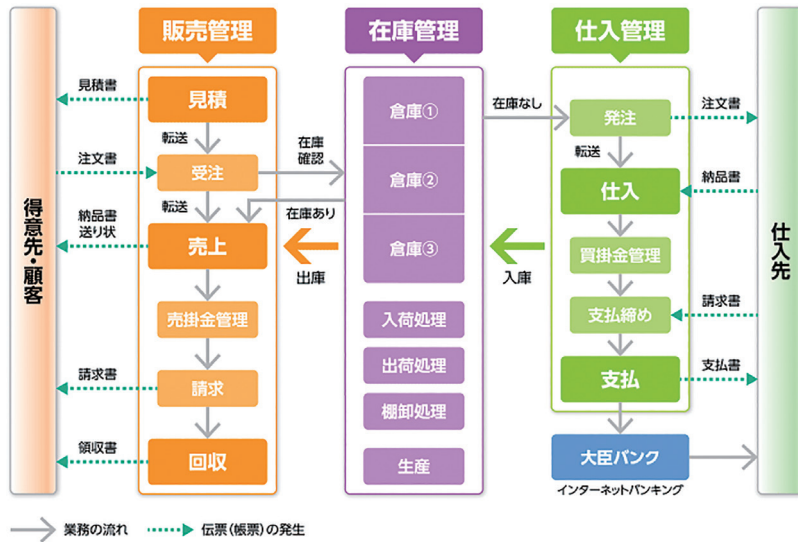 販売管理
在庫管理
仕入管理
得意先・顧客
見積書
注文書
納品書
送り状
請求書
領収書
見積
転送
受注
転送
売上
売掛金管理
請求
回収
在庫
確認
在庫あり
出庫
倉庫①
倉庫②
倉庫③
入荷処理
出荷処理
棚卸処理
生産
在庫なし
入庫
発注
転送
仕入
買掛金管理
支払締め
支払
大臣バンク
インターネットバンキング
注文書
納品書
請求書
支払書
仕入先
業務の流れ
伝票(帳票)の発生